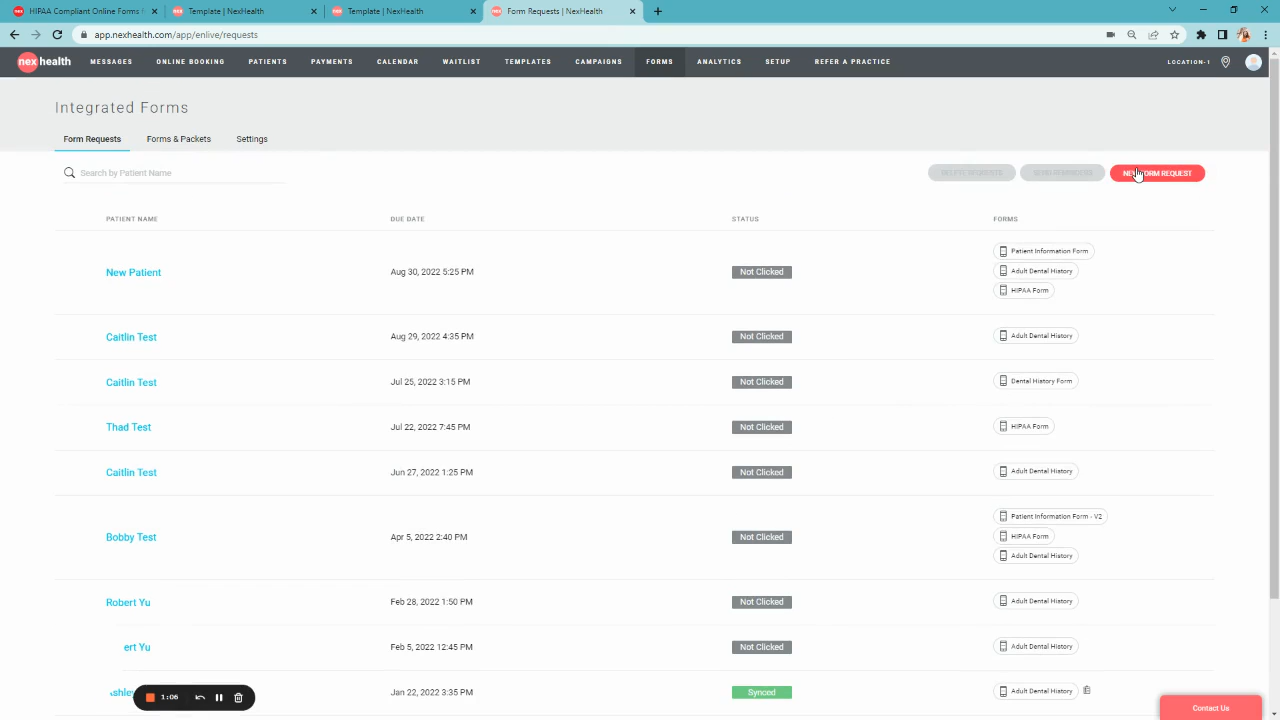 HIPAA Compliant Online Forms
Template | NexHealth
Template | NexHealth
Form Requests | NexHealth
app.nexhealth.com/app/enlive/requests
nexhealth
MESSAGES
ONLINE BOOKING
PATIENTS
PAYMENTS
CALENDAR
WAITLIST
TEMPLATES
CAMPAIGNS
FORMS
ANALYTICS
SETUP
REFER A PRACTICE
LOCATION-1
Integrated Forms
Form Requests
Forms & Packets
Settings
Search by Patient Name
NEW FORM REQUEST
PATIENT NAME
DUE DATE
STATUS
FORMS
New Patient
Aug 30, 2022 5:25 PM
Not Clicked
Patient Information Form
Adult Dental History
HIPAA Form
Caitlin Test
Aug 29, 2022 4:35 PM
Not Clicked
Adult Dental History
Caitlin Test
Jul 25, 2022 3:15 PM
Not Clicked
Dental History Form
Thad Test
Jul 22, 2022 7:45 PM
Not Clicked
HIPAA Form
Caitlin Test
Jun 27, 2022 1:25 PM
Not Clicked
Adult Dental History
Bobby Test
Apr 5, 2022 2:40 PM
Not Clicked
Patient Information Form - V2
HIPAA Form
Adult Dental History
Robert Yu
Feb 28, 2022 1:50 PM
Not Clicked
Adult Dental History
ert Yu
Feb 5, 2022 12:45 PM
Not Clicked
Adult Dental History
Jan 22, 2022 3:35 PM
Synced
Adult Dental History
1:06
Contact Us